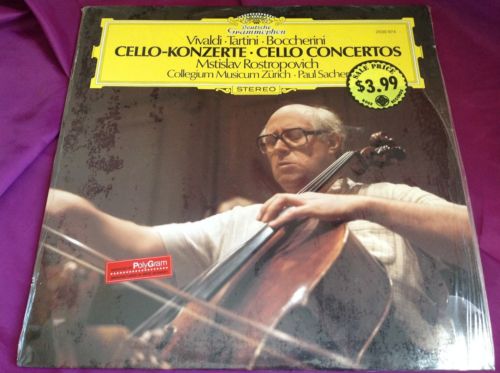 Deutsche
Grammophon
Vivaldi · Tartini · Boccherini
CELLO-KONZERTE · CELLO CONCERTOS
Mstislav Rostropovich
Collegium Musicum Zürich · Paul Sacher
STEREO
SALE PRICE
$3.99
PolyGram